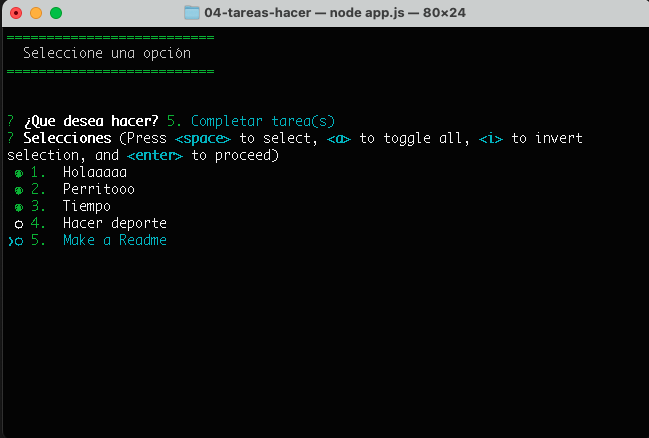 04-tareas-hacer — node app.js — 80×24
==========================
Seleccione una opción
==========================
? ¿Que desea hacer? 5. Completar tarea(s)
? Selecciones (Press <space> to select, <a> to toggle all, <i> to invert
selection, and <enter> to proceed)
◉ 1. Holaaaaa
◉ 2. Perritooo
◉ 3. Tiempo
◯ 4. Hacer deporte
❯◯ 5. Make a Readme